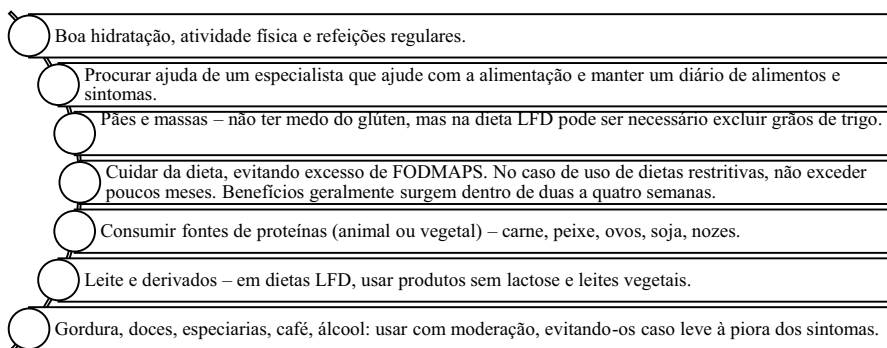 Boa hidratação, atividade física e refeições regulares.
Procurar ajuda de um especialista que ajude com a alimentação e manter um diário de alimentos e
sintomas.
Pães e massas – não ter medo do glúten, mas na dieta LFD pode ser necessário excluir grãos de trigo.
Cuidar da dieta, evitando excesso de FODMAPS. No caso de uso de dietas restritivas, não exceder
poucos meses. Benefícios geralmente surgem dentro de duas a quatro semanas.
Consumir fontes de proteínas (animal ou vegetal) – carne, peixe, ovos, soja, nozes.
Leite e derivados – em dietas LFD, usar produtos sem lactose e leites vegetais.
Gordura, doces, especiarias, café, álcool: usar com moderação, evitando-os caso leve à piora dos sintomas.